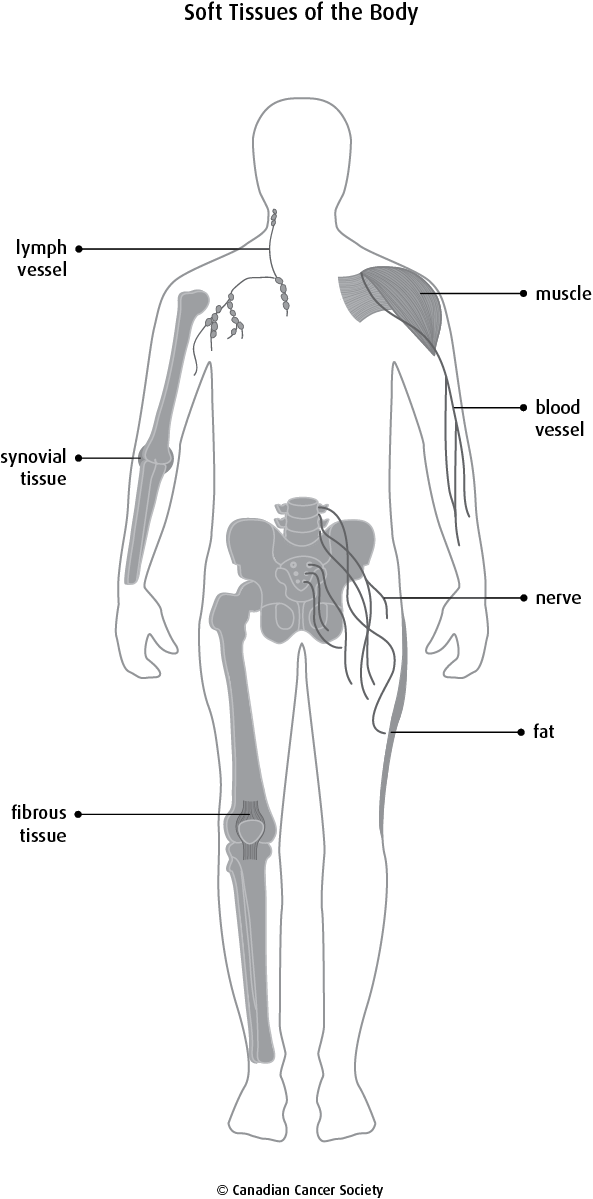 Soft Tissues of the Body
lymph
vessel
muscle
blood
vessel
synovial
tissue
nerve
fat
fibrous
tissue
© Canadian Cancer Society